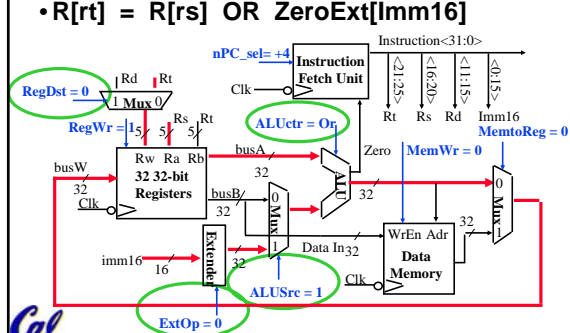 •R[rt] = R[rs] OR ZeroExt[Imm16]
Instruction<31:0>
nPC_sel= +4
Instruction
Fetch Unit
Clk
<21:25>
<16:20>
<11:15>
<0:15>
Rt
Rs
Rd
Imm16
Rd
Rt
RegDst = 0
1 Mux 0
RegWr = 1
5
5
5
Rs
Rt
ALUctr = Or
MemtoReg = 0
Zero
MemWr = 0
busW
32
Clk
Rw Ra Rb
32 32-bit
Registers
busA
32
busB
32
ALU
32
0
Mux
1
0
Mux
1
Data In
32
WrEn Adr
Data
Memory
32
Clk
imm16
16
Extender
32
ALUSrc = 1
ExtOp = 0
Cal